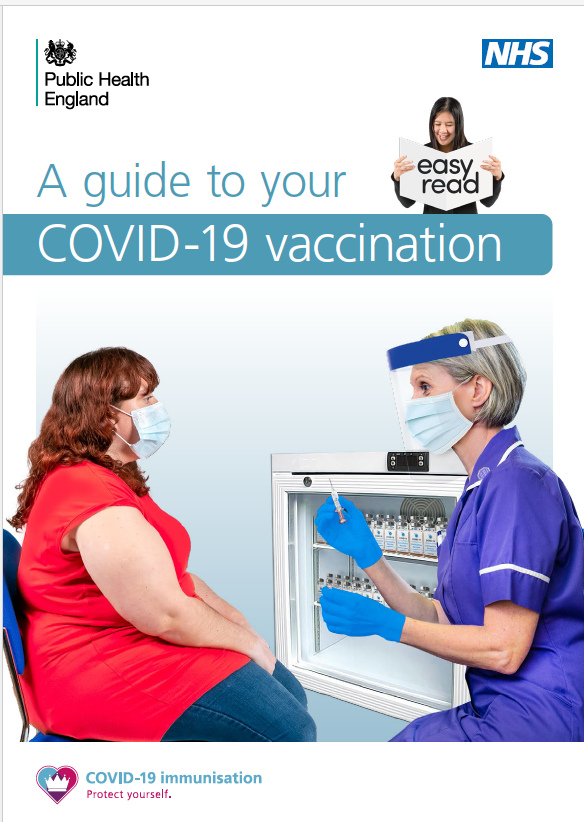 Public Health
England
NHS
easy
read
A guide to your
COVID-19 vaccination
COVID-19 immunisation
Protect yourself.